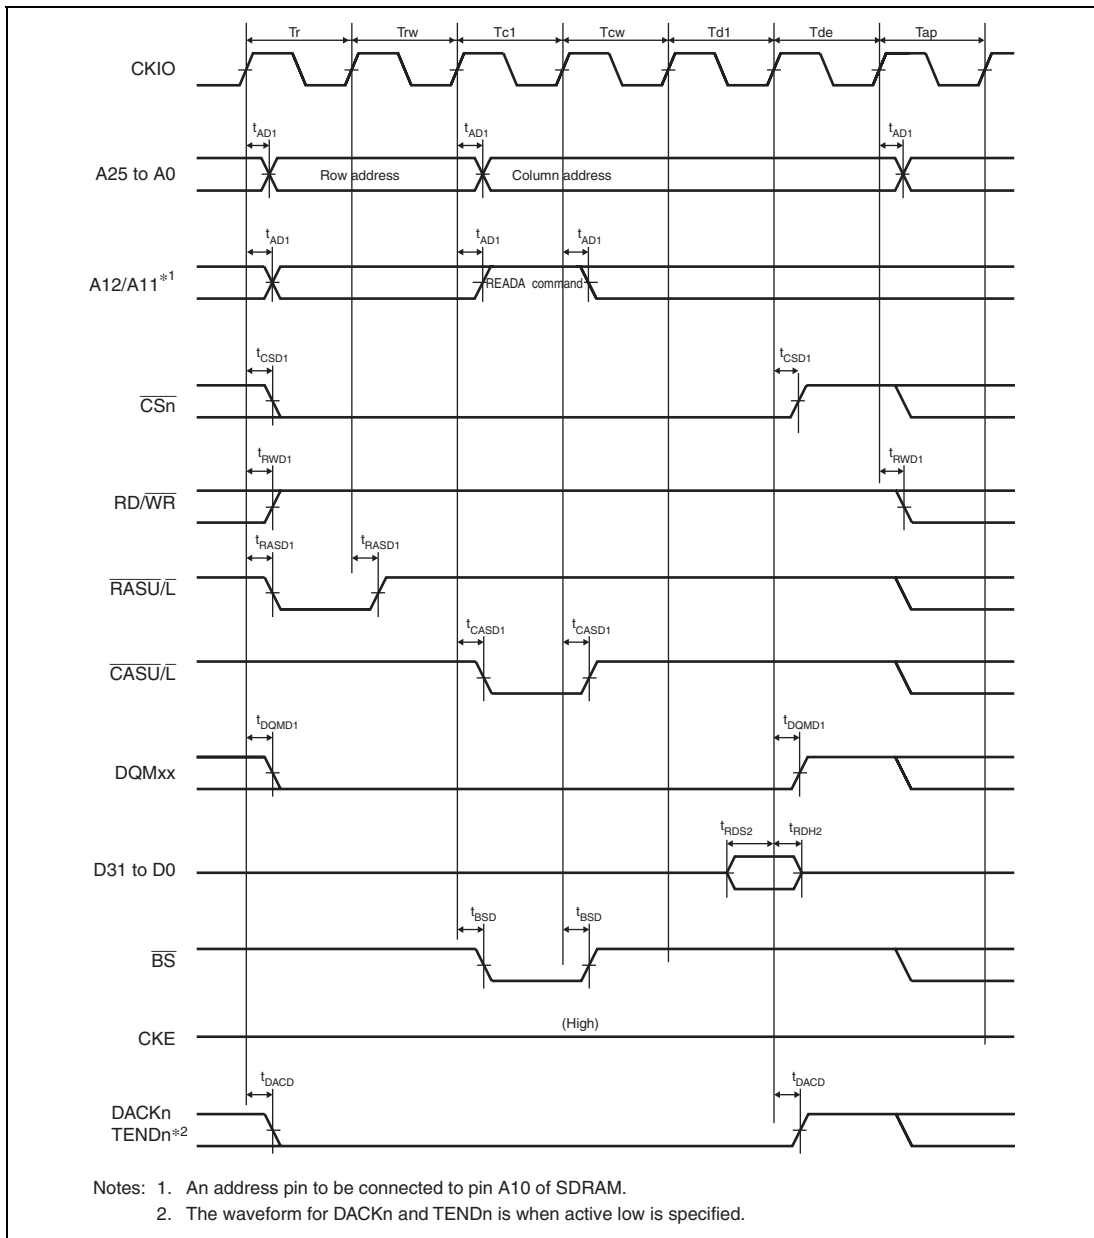 Tr Trw Tc1 Tcw Td1 Tde Tap
CKIO
tAD1 tAD1 tAD1
A25 to A0 Row address Column address
tAD1 tAD1 tAD1
A12/A11*1 READA command
tCSD1 tCSD1
CSn
tRWD1 tRWD1
RD/WR
tRASD1 tRASD1
RASU/L
tCASD1 tCASD1
CASU/L
tDQMD1 tDQMD1
DQMxx
tRDS2 tRDH2
D31 to D0
tBSD tBSD
BS
(High)
CKE
tDACD tDACD
DACKn
TENDn*2
Notes: 1. An address pin to be connected to pin A10 of SDRAM.
2. The waveform for DACKn and TENDn is when active low is specified.